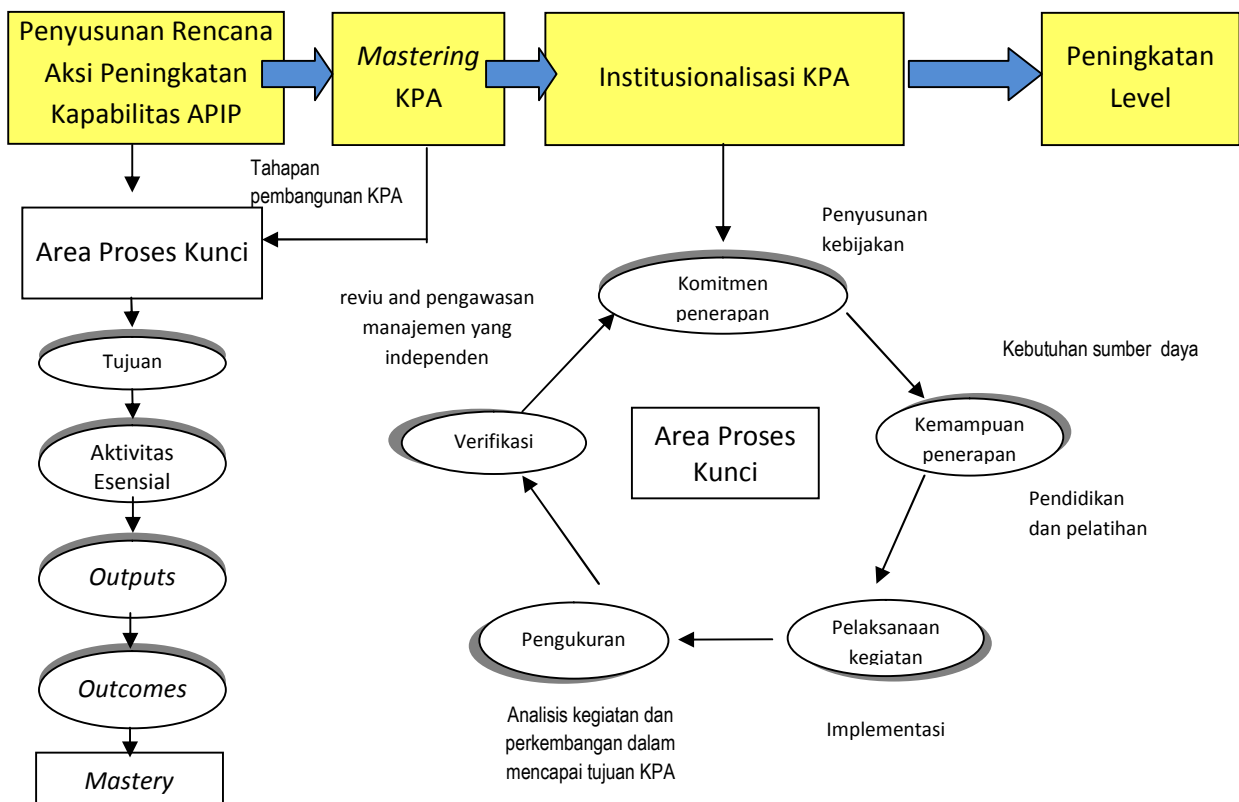 Penyusunan Rencana
Aksi Peningkatan
Kapabilitas APIP
Mastering
KPA
Institusionalisasi KPA
Peningkatan
Level
Tahapan
pembangunan KPA
Area Proses Kunci
Tujuan
Aktivitas
Esensial
Outputs
Outcomes
Mastery
Penyusunan
kebijakan
Komitmen
penerapan
Kebutuhan sumber daya
Kemampuan
penerapan
Pendidikan
dan pelatihan
Pelaksanaan
kegiatan
Implementasi
Pengukuran
Analisis kegiatan dan
perkembangan dalam
mencapai tujuan KPA
Verifikasi
reviu and pengawasan
manajemen yang
independen
Area Proses
Kunci